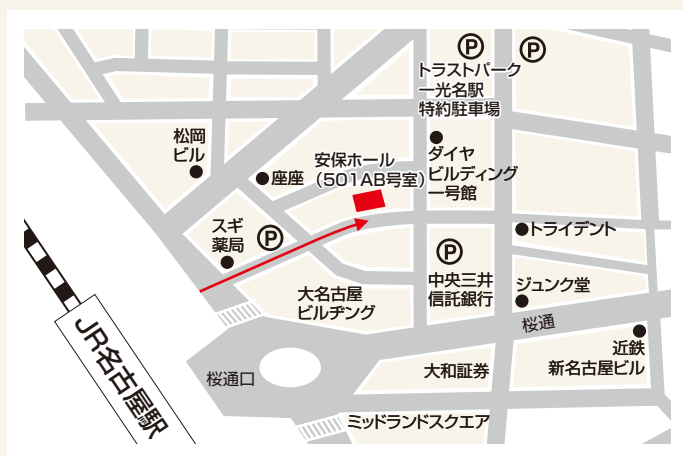 Ⓟ
Ⓟ
トラストパーク
一光名駅
特約駐車場
松岡
ビル
●座座
安保ホール
(501AB号室)
ダイヤ
ビルディング
一号館
スギ
薬局
Ⓟ
●トライデント
Ⓟ
中央三井
信託銀行
ジュンク堂
大名古屋
ビルヂング
桜通
近鉄
新名古屋ビル
JR名古屋駅
桜通口
大和証券
ミッドランドスクエア